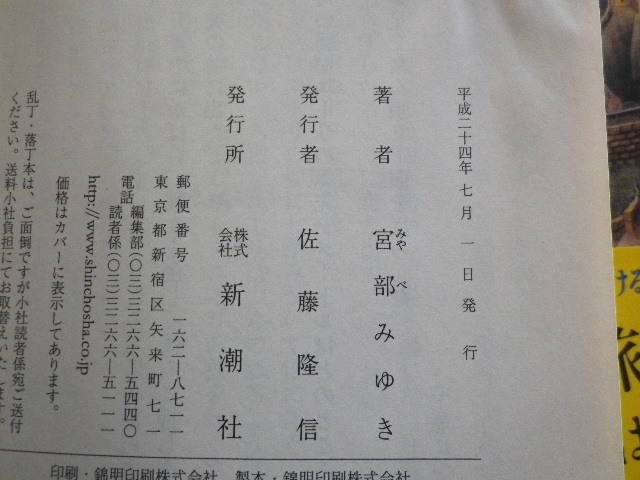 平成二十四年七月一日発行
著者 宮部みゆき
みやべ
発行者 佐藤隆信
発行所 株式会社 新潮社
郵便番号 一六二―八七一一
東京都新宿区矢来町七一
電話 編集部(〇三)三二六六―五四四〇
読者係(〇三)三二六六―五一一一
http://www.shinchosha.co.jp
価格はカバーに表示してあります。
乱丁・落丁本は、ご面倒ですが小社読者係宛ご送付
ください。送料小社負担にてお取替えいたします。
印刷・錦明印刷株式会社 製本・錦明印刷株式会社
ける
旅
は